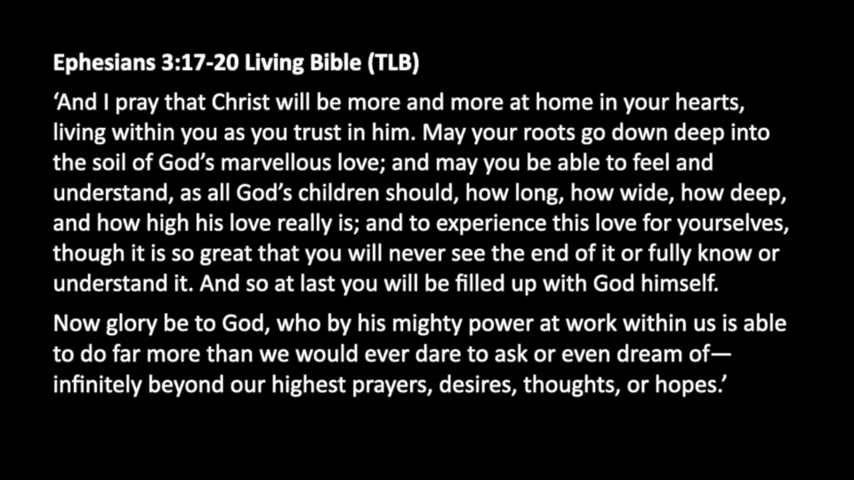 Ephesians 3:17-20 Living Bible (TLB)
‘And I pray that Christ will be more and more at home in your hearts,
living within you as you trust in him. May your roots go down deep into
the soil of God’s marvellous love; and may you be able to feel and
understand, as all God’s children should, how long, how wide, how deep,
and how high his love really is; and to experience this love for yourselves,
though it is so great that you will never see the end of it or fully know or
understand it. And so at last you will be filled up with God himself.
Now glory be to God, who by his mighty power at work within us is able
to do far more than we would ever dare to ask or even dream of—
infinitely beyond our highest prayers, desires, thoughts, or hopes.’